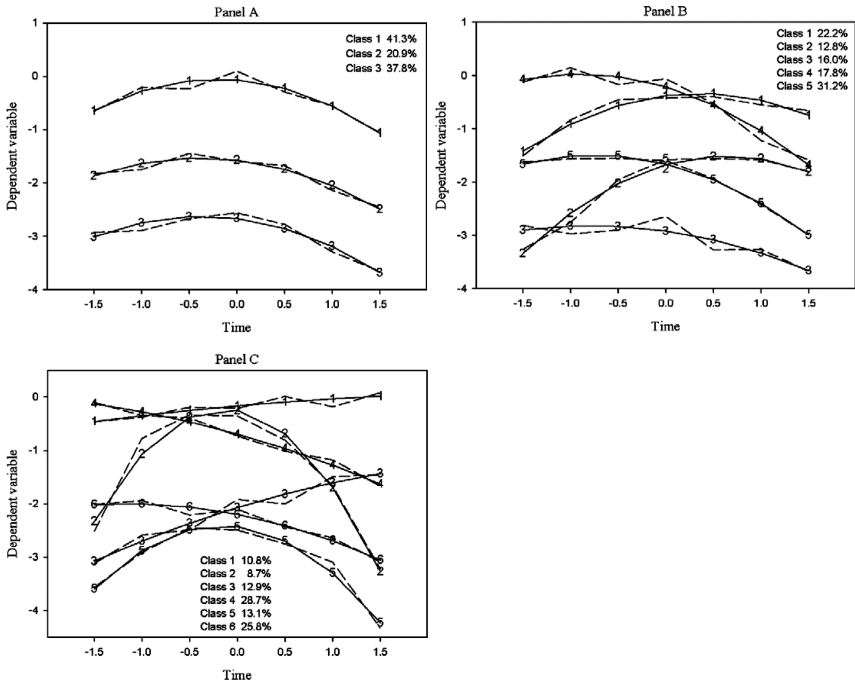 Panel A
Class 1 41.3%
Class 2 20.9%
Class 3 37.8%
Dependent variable
1
0
-1
-2
-3
-4
-1.5 -1.0 -0.5 0.0 0.5 1.0 1.5
Time
Panel B
Class 1 22.2%
Class 2 12.8%
Class 3 16.0%
Class 4 17.8%
Class 5 31.2%
Dependent variable
1
0
-1
-2
-3
-4
-1.5 -1.0 -0.5 0.0 0.5 1.0 1.5
Time
Panel C
Dependent variable
0
-1
-2
-3
-4
Class 1 10.8%
Class 2 8.7%
Class 3 12.9%
Class 4 28.7%
Class 5 13.1%
Class 6 25.8%
-1.5 -1.0 -0.5 0.0 0.5 1.0 1.5
Time